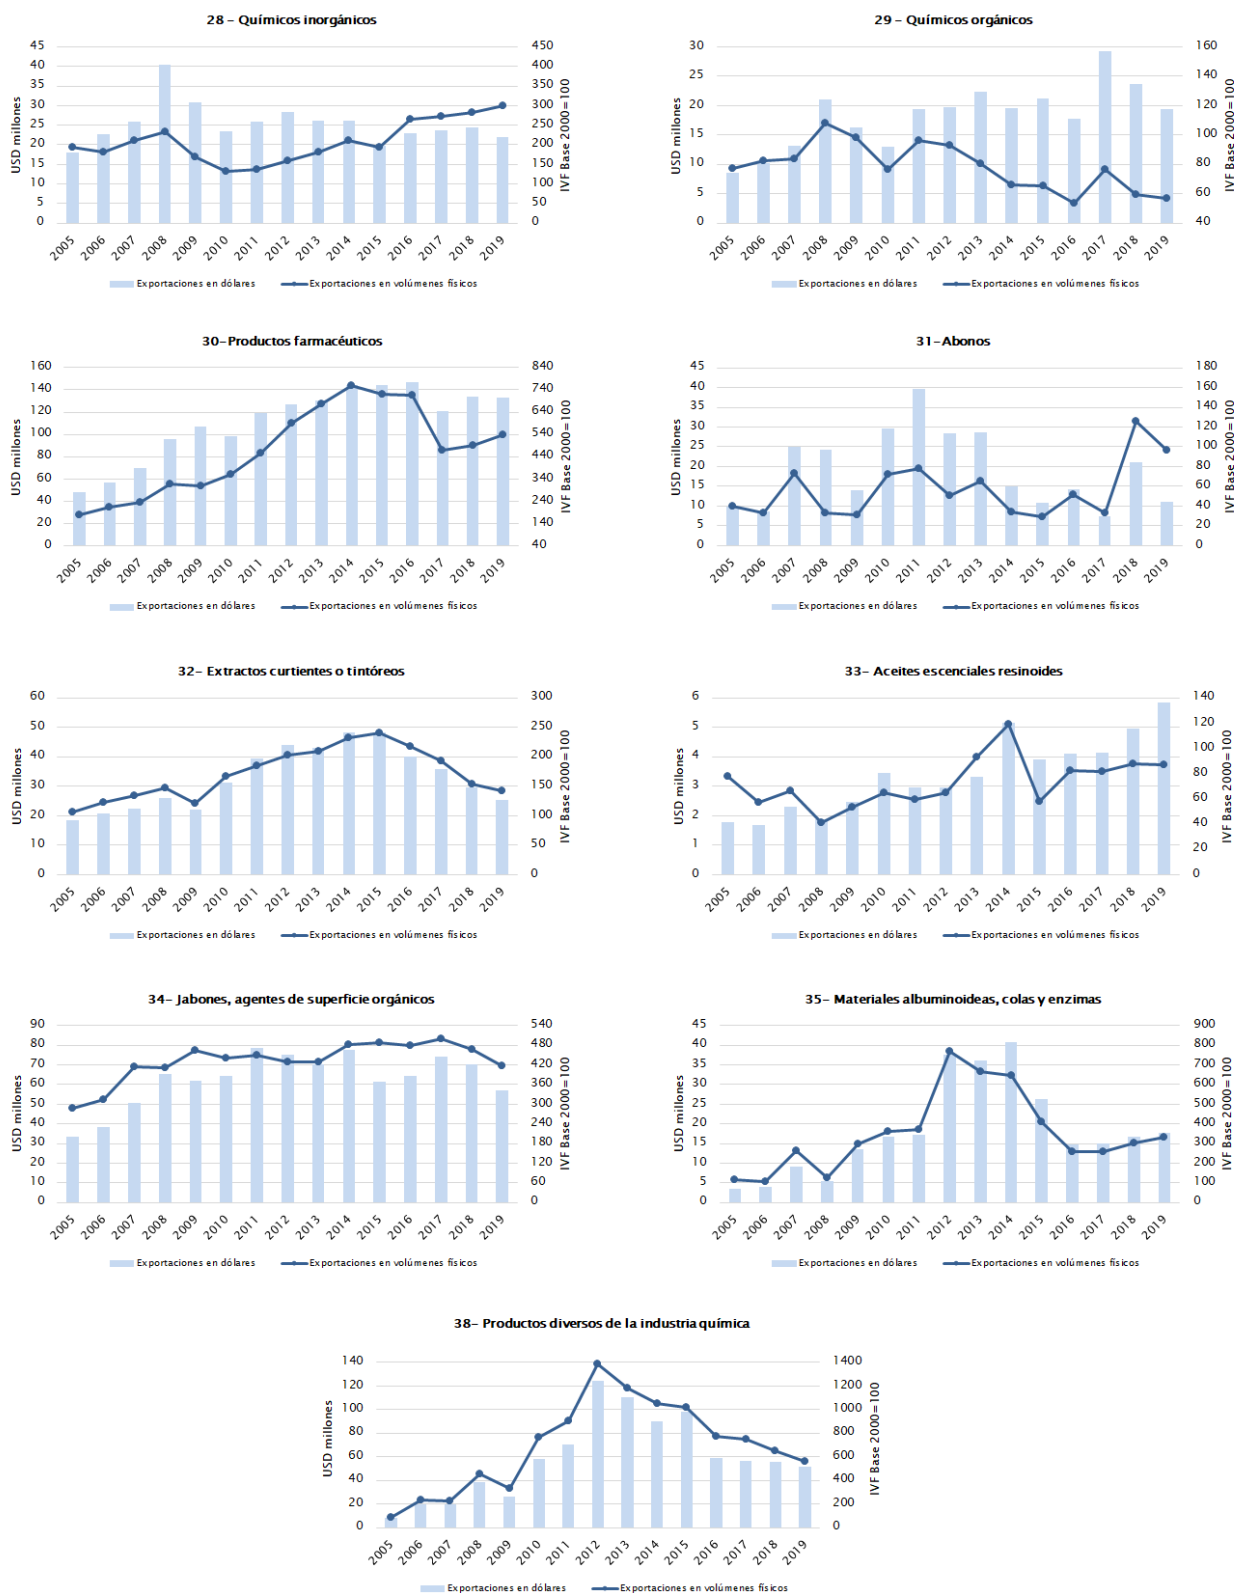 28 – Químicos inorgánicos
USD millones
45
40
35
30
25
20
15
10
5
0
450
400
350
300
250
200
150
100
50
0
IVF Base 2000=100
2005 2006 2007 2008 2009 2010 2011 2012 2013 2014 2015 2016 2017 2018 2019
Exportaciones en dólares
Exportaciones en volúmenes físicos
29 – Químicos orgánicos
USD millones
30
25
20
15
10
5
0
160
140
120
100
80
60
40
IVF Base 2000=100
2005 2006 2007 2008 2009 2010 2011 2012 2013 2014 2015 2016 2017 2018 2019
Exportaciones en dólares
Exportaciones en volúmenes físicos
30–Productos farmacéuticos
USD millones
160
140
120
100
80
60
40
20
0
840
740
640
540
440
340
240
140
40
IVF Base 2000=100
2005 2006 2007 2008 2009 2010 2011 2012 2013 2014 2015 2016 2017 2018 2019
Exportaciones en dólares
Exportaciones en volúmenes físicos
31–Abonos
USD millones
45
40
35
30
25
20
15
10
5
0
180
160
140
120
100
80
60
40
20
0
IVF Base 2000=100
2005 2006 2007 2008 2009 2010 2011 2012 2013 2014 2015 2016 2017 2018 2019
Exportaciones en dólares
Exportaciones en volúmenes físicos
32– Extractos curtientes o tintóreos
USD millones
60
50
40
30
20
10
0
300
250
200
150
100
50
0
IVF Base 2000=100
2005 2006 2007 2008 2009 2010 2011 2012 2013 2014 2015 2016 2017 2018 2019
Exportaciones en dólares
Exportaciones en volúmenes físicos
33– Aceites escenciales resinoides
USD millones
6
5
4
3
2
1
0
140
120
100
80
60
40
20
0
IVF Base 2000=100
2005 2006 2007 2008 2009 2010 2011 2012 2013 2014 2015 2016 2017 2018 2019
Exportaciones en dólares
Exportaciones en volúmenes físicos
34– Jabones, agentes de superficie orgánicos
USD millones
90
80
70
60
50
40
30
20
10
0
540
480
420
360
300
240
180
120
60
0
IVF Base 2000=100
2005 2006 2007 2008 2009 2010 2011 2012 2013 2014 2015 2016 2017 2018 2019
Exportaciones en dólares
Exportaciones en volúmenes físicos
35– Materiales albuminoideas, colas y enzimas
USD millones
45
40
35
30
25
20
15
10
5
0
900
800
700
600
500
400
300
200
100
0
IVF Base 2000=100
2005 2006 2007 2008 2009 2010 2011 2012 2013 2014 2015 2016 2017 2018 2019
Exportaciones en dólares
Exportaciones en volúmenes físicos
38– Productos diversos de la industria química
USD millones
140
120
100
80
60
40
20
0
1400
1200
1000
800
600
400
200
0
IVF Base 2000=100
2005 2006 2007 2008 2009 2010 2011 2012 2013 2014 2015 2016 2017 2018 2019
Exportaciones en dólares
Exportaciones en volúmenes físicos